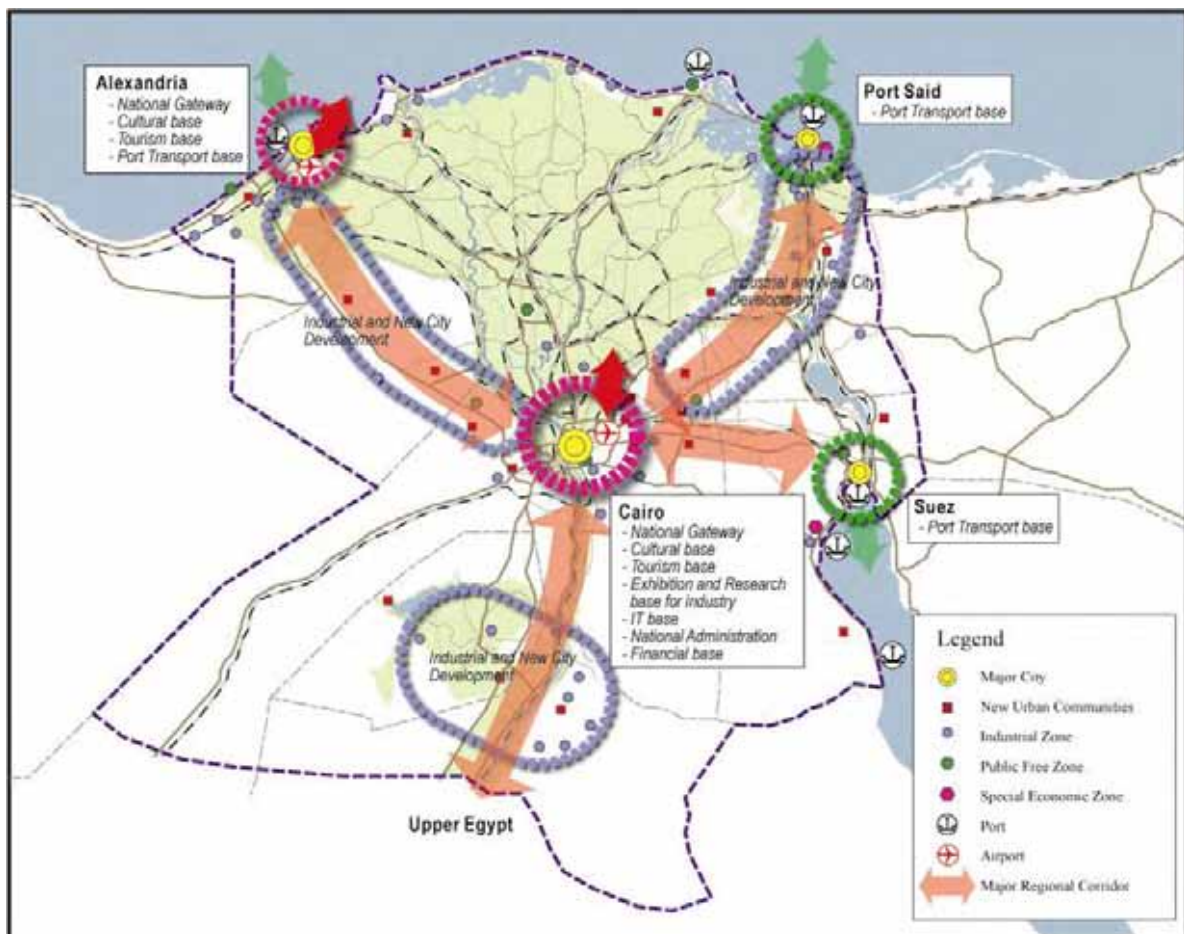 Alexandria
- National Gateway
- Cultural base
- Tourism base
- Port Transport base
Port Said
- Port Transport base
Industrial and New City
Development
Industrial and New City
Development
Cairo
- National Gateway
- Cultural base
- Tourism base
- Exhibition and Research
base for Industry
- IT base
- National Administration
- Financial base
Suez
- Port Transport base
Industrial and New City
Development
Upper Egypt
Legend
Major City
New Urban Communities
Industrial Zone
Public Free Zone
Special Economic Zone
Port
Airport
Major Regional Corridor